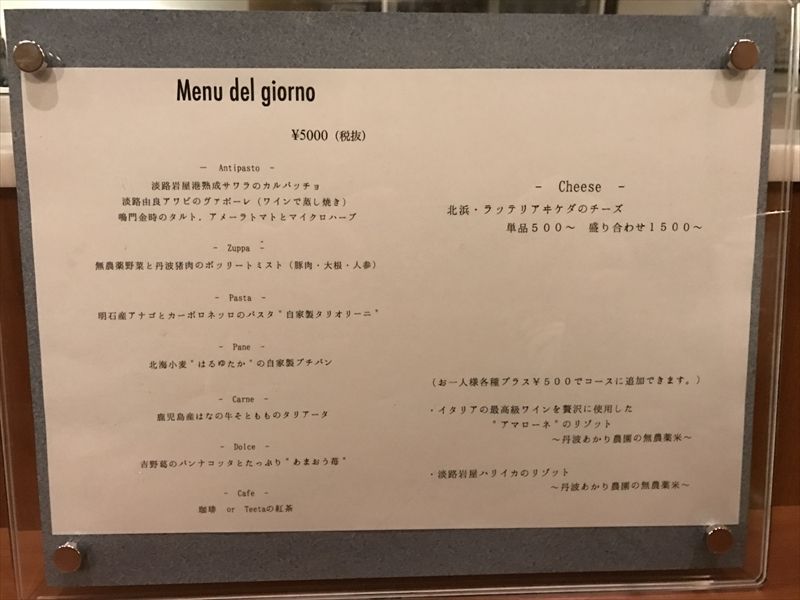 Menu del giorno
¥5000（税抜）
－ Antipasto －
淡路岩屋港熟成サワラのカルパッチョ
淡路由良アワビのヴァポーレ（ワインで蒸し焼き）
鳴門金時のタルト．アメーラトマトとマイクロハーブ
－ Zuppa －
無農薬野菜と丹波猪肉のボッリートミスト（豚肉・大根・人参）
－ Pasta －
明石産アナゴとカーボロネッロのパスタ"自家製タリオリーニ"
－ Pane －
北海小麦"はるゆたか"の自家製プチパン
－ Carne －
鹿児島産はなの牛そともものタリアータ
－ Dolce －
吉野葛のパンナコッタとたっぷり"あまおう苺"
－ Cafe －
珈琲 or Teetaの紅茶
－ Cheese －
北浜・ラッテリアヰケダのチーズ
単品５００～ 盛り合わせ１５００～
（お一人様各種プラス￥５００でコースに追加できます。）
・イタリアの最高級ワインを贅沢に使用した
"アマローネ"のリゾット
～丹波あかり農園の無農薬米～
・淡路岩屋ハリイカのリゾット
～丹波あかり農園の無農薬米～